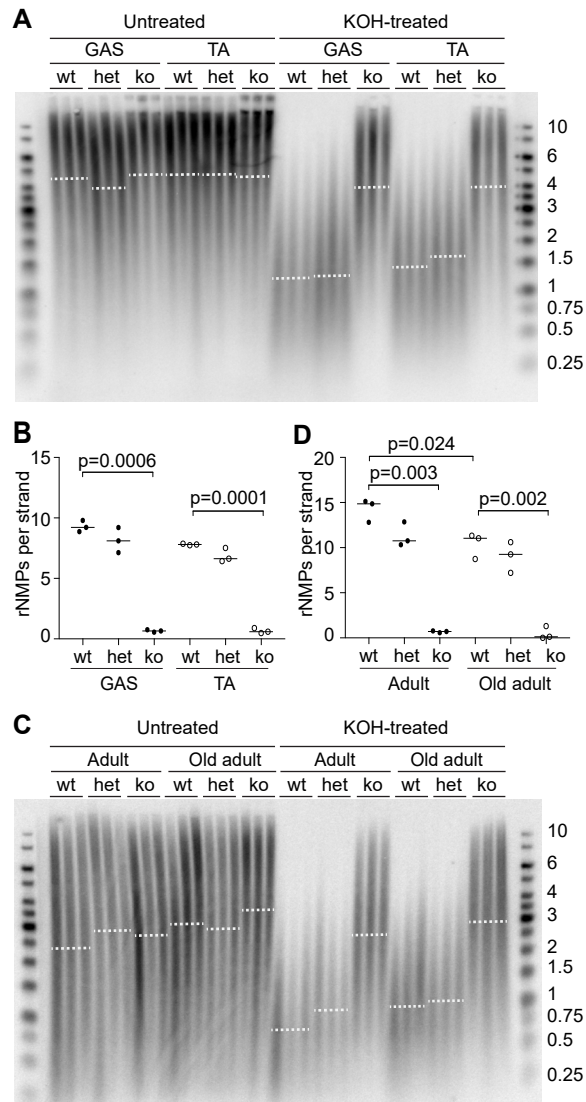 A
Untreated KOH-treated
GAS TA GAS TA
wt het ko wt het ko wt het ko wt het ko
10
6
4
3
2
1.5
1
0.75
0.5
0.25
B
rNMPs per strand
15
10
5
0
p=0.0006
p=0.0001
wt het ko wt het ko
GAS TA
D
rNMPs per strand
20
15
10
5
0
p=0.024
p=0.003
p=0.002
wt het ko wt het ko
Adult Old adult
C
Untreated KOH-treated
Adult Old adult Adult Old adult
wt het ko wt het ko wt het ko wt het ko
10
6
4
3
2
1.5
1
0.75
0.5
0.25